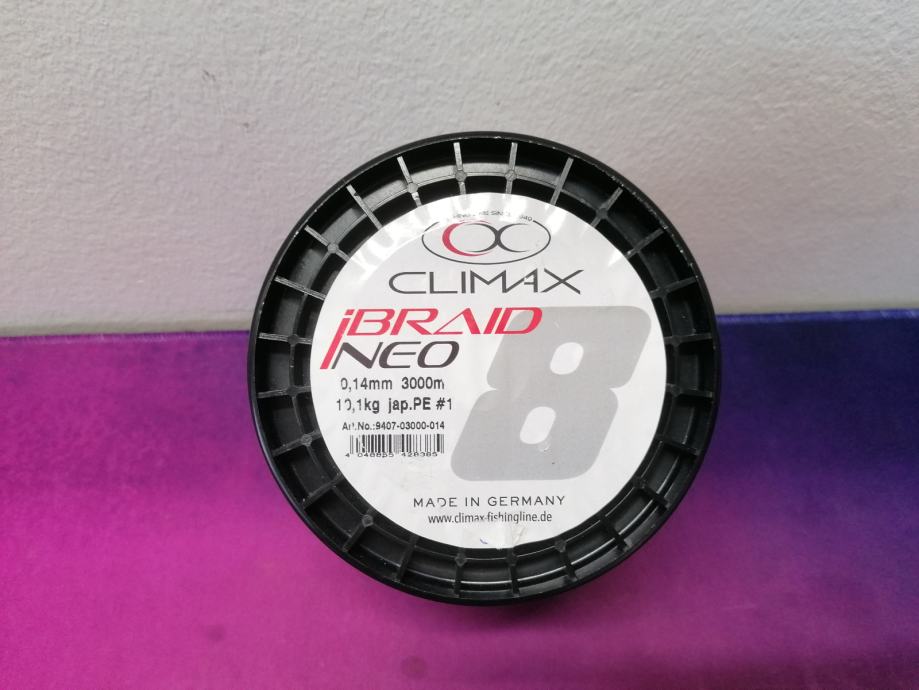 CLIMAX
iBRAID
NEO
8
0,14mm 3000m
10,1kg jap.PE #1
Art.No.:9407-03000-014
MADE IN GERMANY
www.climax-fishingline.de